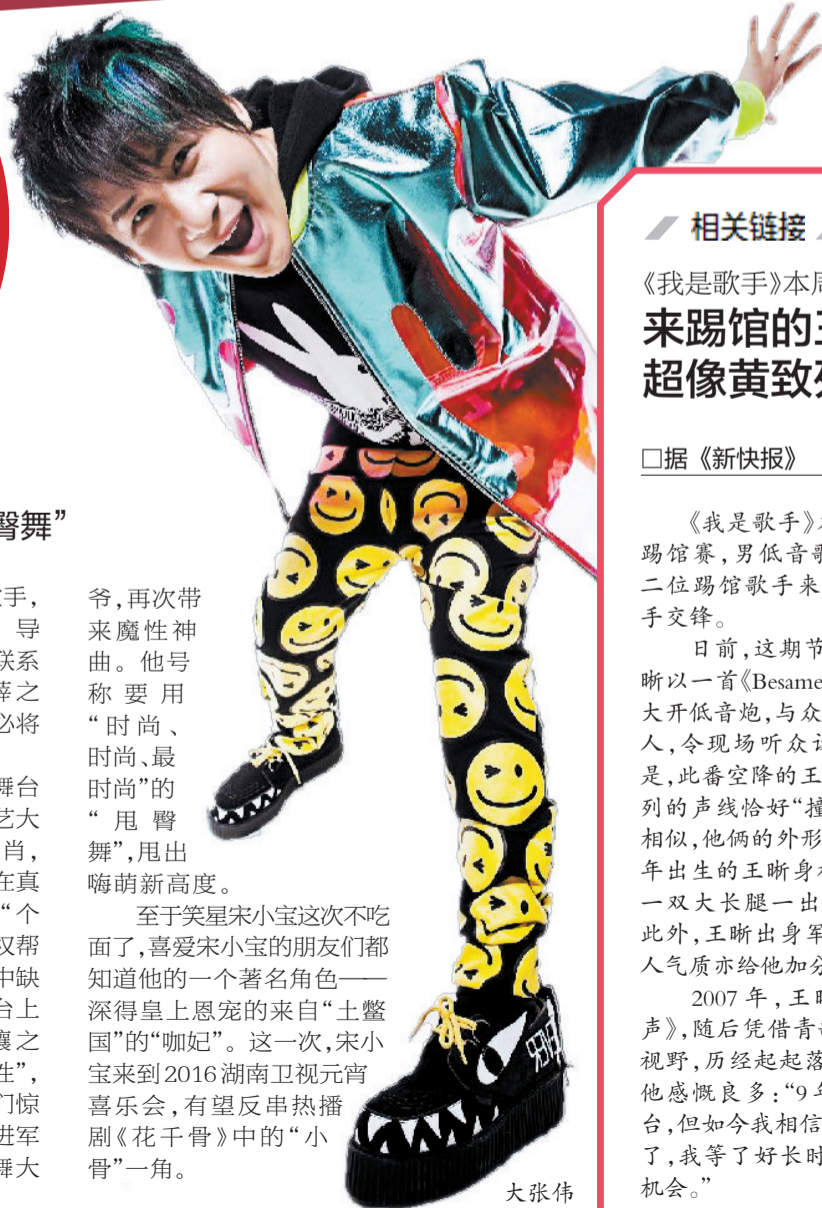 臀舞”
手,
导
联系
薛之
必将
舞台
艺大
肖,
在真
“个
权帮
中缺
台上
襄之
生”,
们惊
进军
舞大
爷,再次带
来魔性神
曲。他号
称要用
“时尚、
时尚、最
时尚”的
“甩臀
舞”,甩出
嗨萌新高度。
至于笑星宋小宝这次不吃
面了,喜爱宋小宝的朋友们都
知道他的一个著名角色——
深得皇上恩宠的来自“土鳖
国”的“咖妃”。这一次,宋小
宝来到2016湖南卫视元宵
喜乐会,有望反串热播
剧《花千骨》中的“小
骨”一角。
大张伟
相关链接
《我是歌手》本周
来踢馆的王
超像黄致列
□据《新快报》
《我是歌手》
踢馆赛,男低音歌
二位踢馆歌手来
手交锋。
日前,这期节
晰以一首《Besame
大开低音炮,与众
人,令现场听众
是,此番空降的王
列的声线恰好“撞
相似,他俩的外形
年出生的王晰身
一双大长腿一出
此外,王晰出身军
人气质亦给他加分
2007年,王晰
声》,随后凭借青
视野,历经起起落
他感慨良多:“9年
台,但如今我相信
了,我等了好长时
机会。”